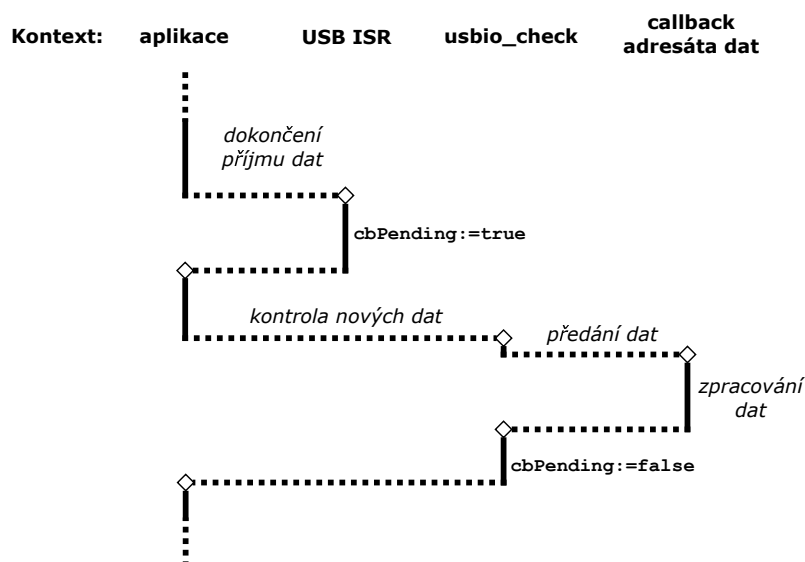 Kontext:
aplikace
USB ISR
usbio_check
callback
adresáta dat
dokončení
příjmu dat
cbPending:=true
kontrola nových dat
předání dat
zpracování
dat
cbPending:=false